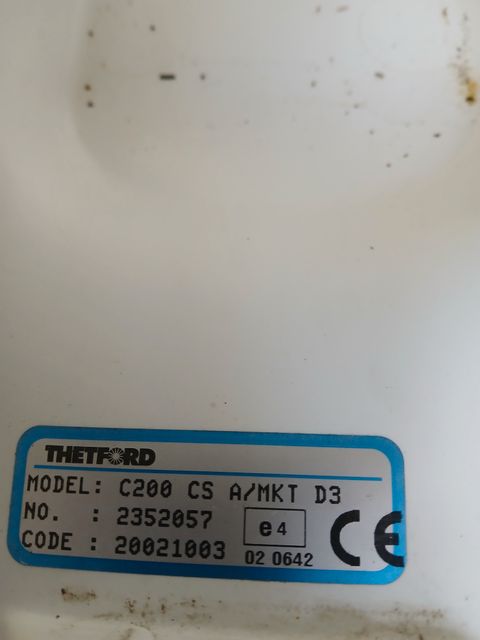 THETFORD
MODEL: C200 CS A/MKT D3
NO. : 2352057
e4
CODE : 20021003
02 0642
CE